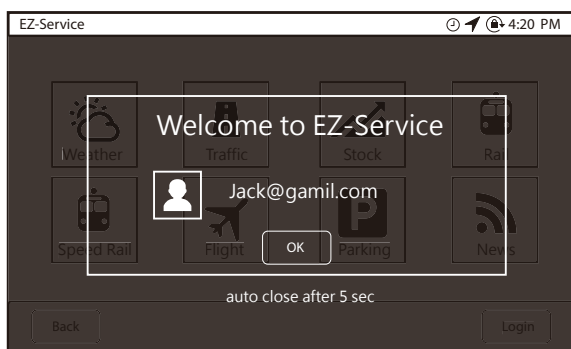 EZ-Service 4:20 PM
Welcome to EZ-Service
Weather Traffic Stock Rail
Jack@gamil.com
P
Speed Rail Flight OK Parking News
auto close after 5 sec
Back Login